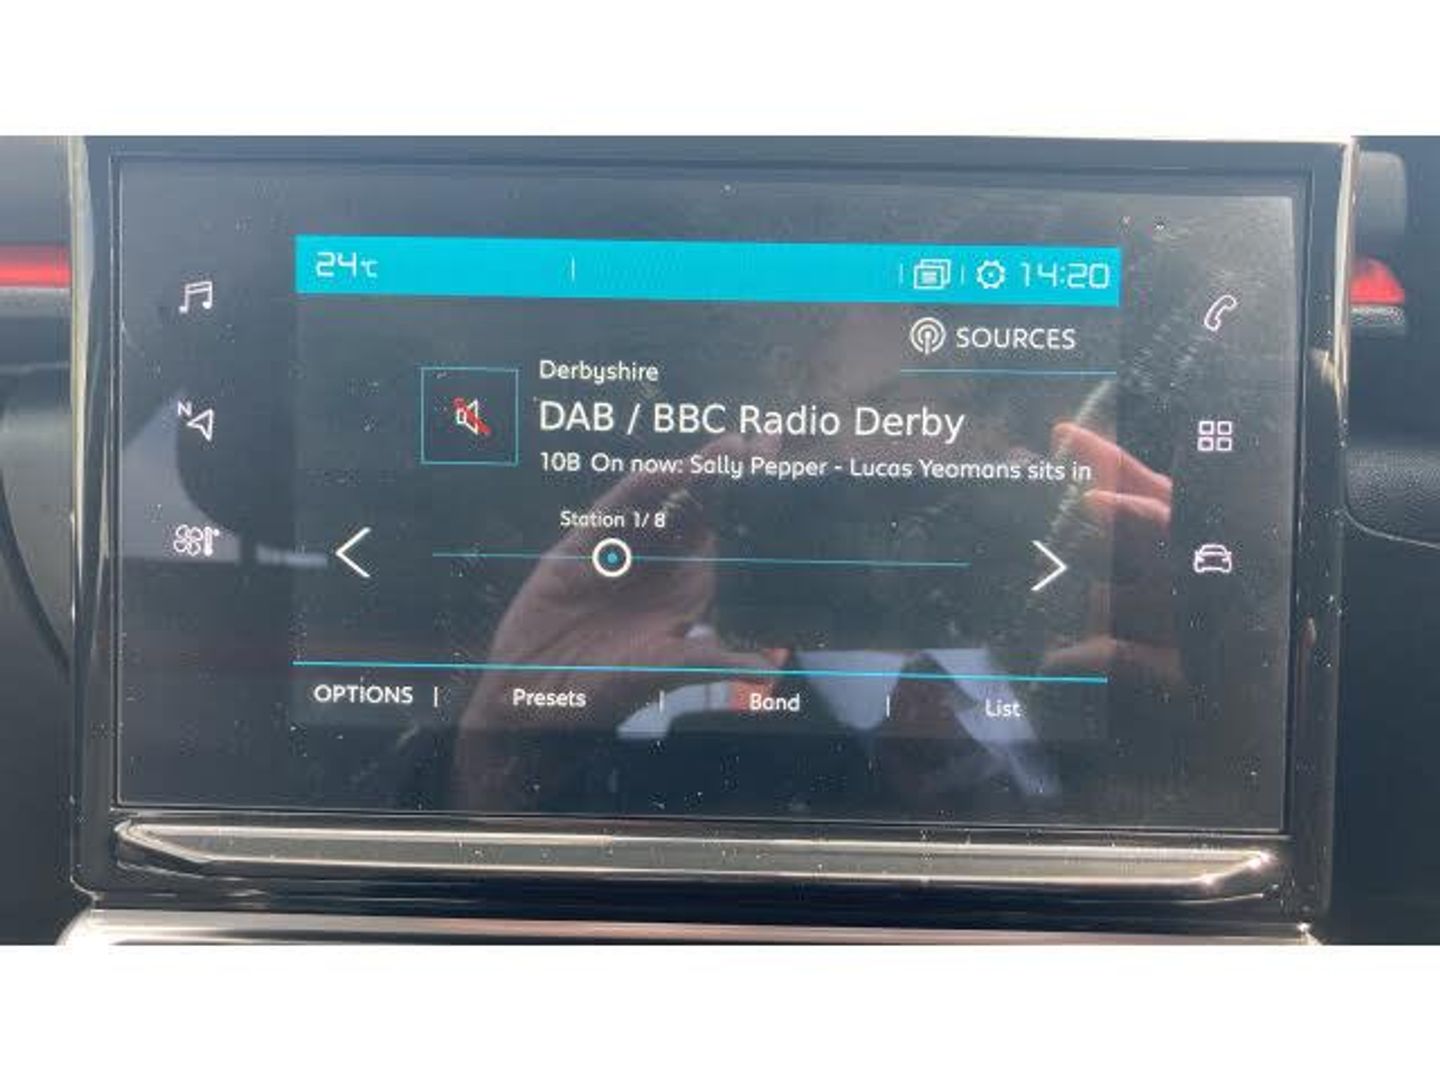 24°C
14:20
SOURCES
Derbyshire
DAB / BBC Radio Derby
10B On now: Sally Pepper - Lucas Yeomans sits in
Station 1/ 8
N
OPTIONS | Presets | Band | List